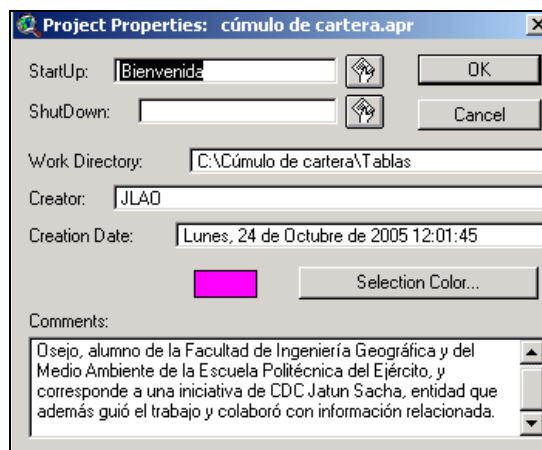 Project Properties: cúmulo de cartera.apr
StartUp: Bienvenida
OK
ShutDown:
Cancel
Work Directory: C:\Cúmulo de cartera\Tablas
Creator: JLAO
Creation Date: Lunes, 24 de Octubre de 2005 12:01:45
Selection Color...
Comments:
Osejo, alumno de la Facultad de Ingeniería Geográfica y del
Medio Ambiente de la Escuela Politécnica del Ejército, y
corresponde a una iniciativa de CDC Jatun Sacha, entidad que
además guió el trabajo y colaboró con información relacionada.